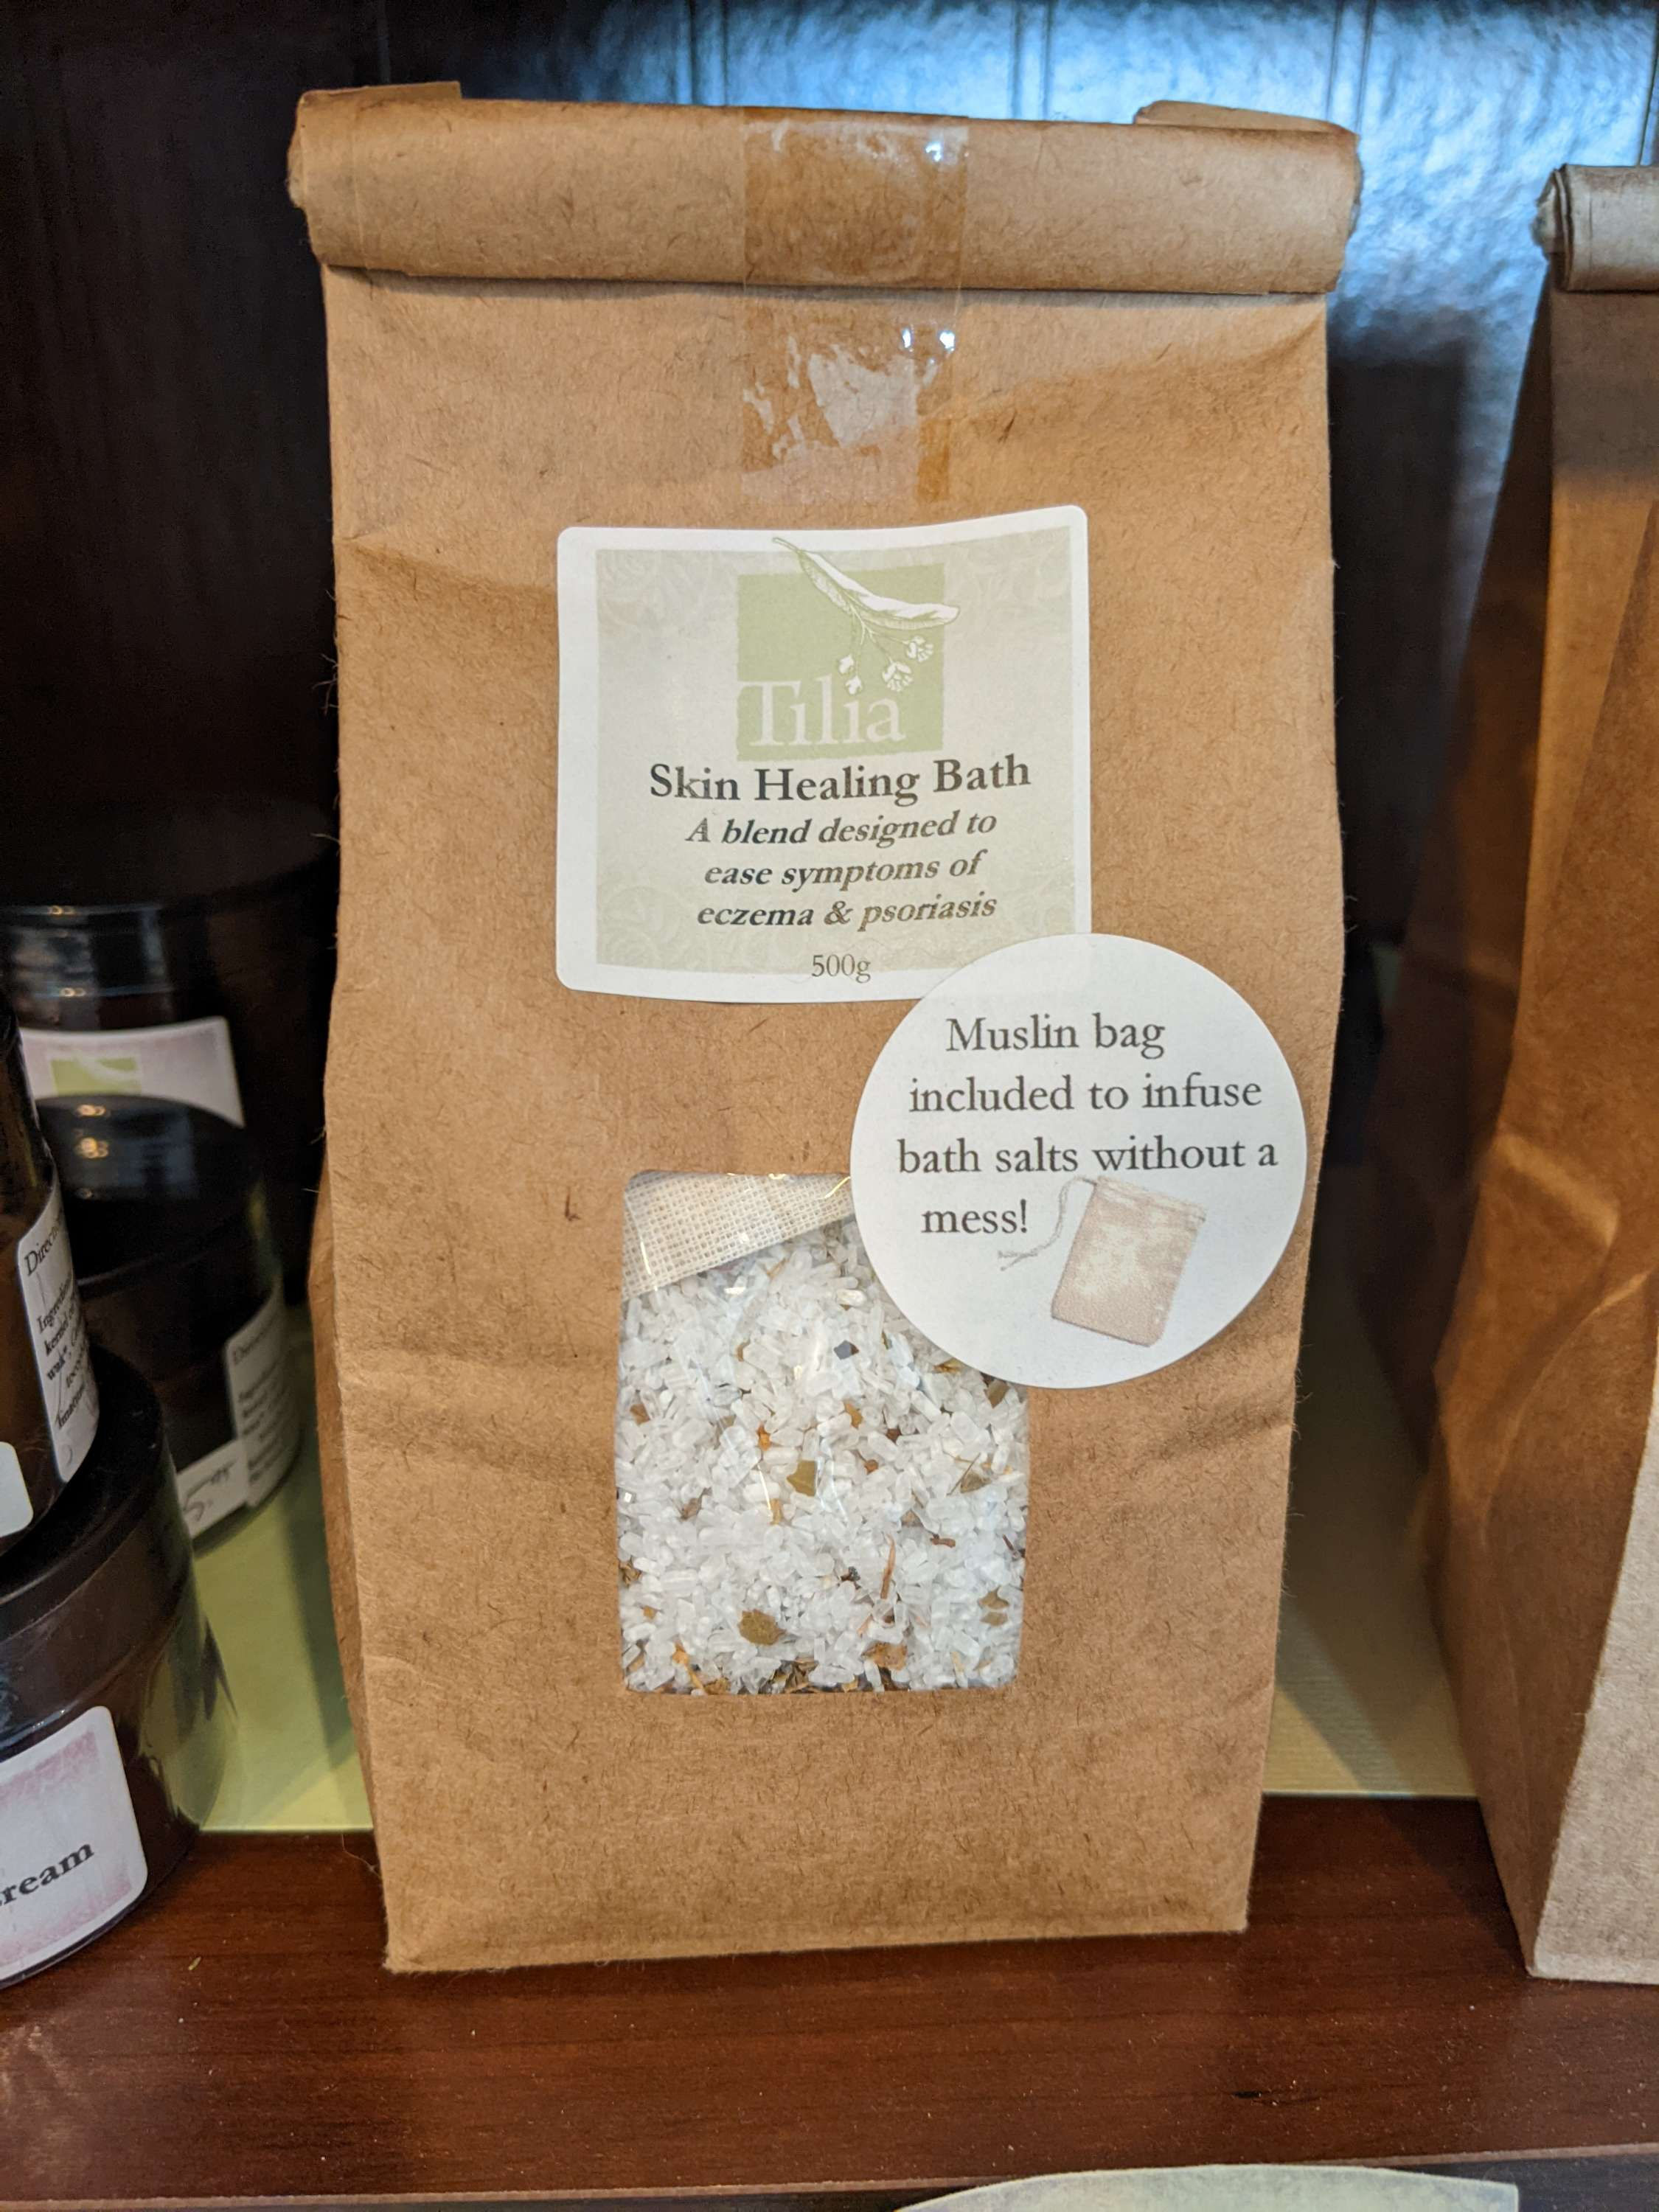 Tilia
Skin Healing Bath
A blend designed to
ease symptoms of
eczema & psoriasis
500g
Muslin bag
included to infuse
bath salts without a
mess!